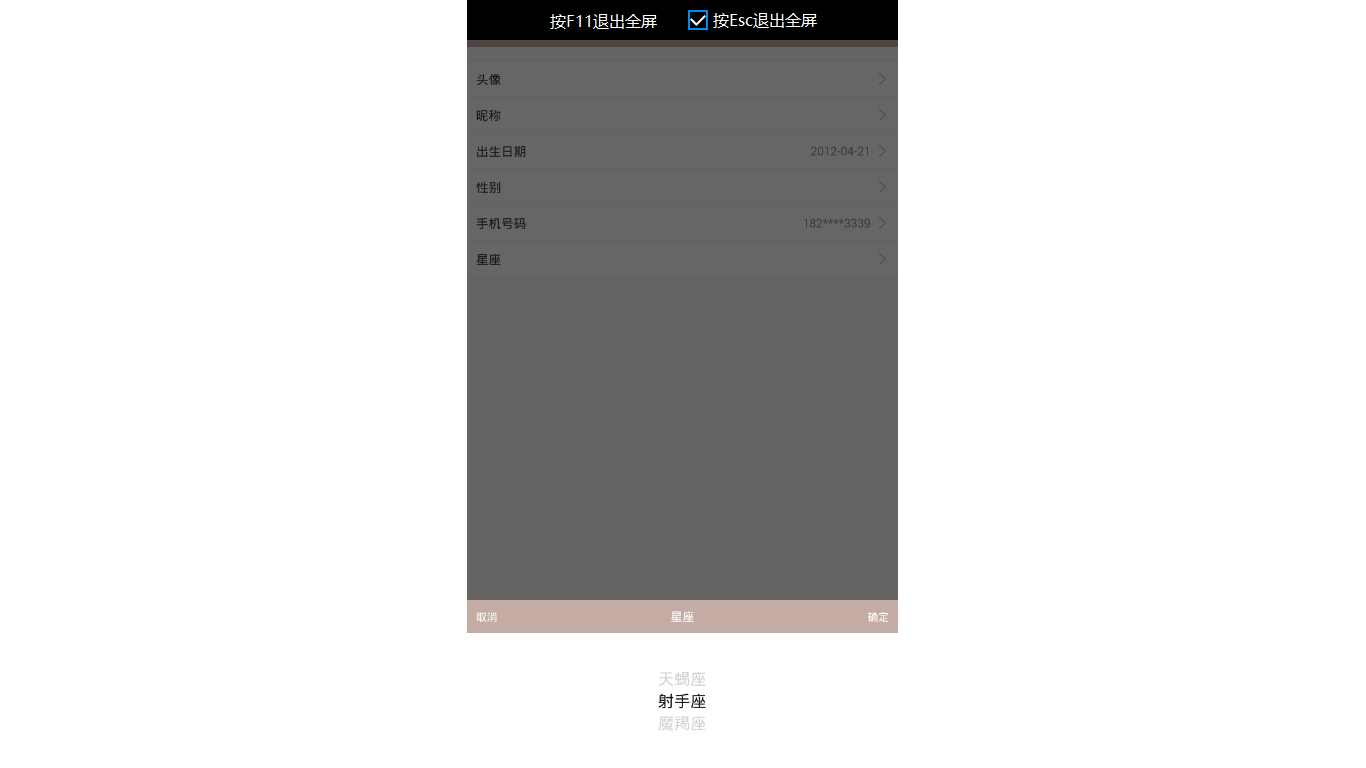 按F11退出全屏 按Esc退出全屏
头像
昵称
出生日期 2012-04-21
性别
手机号码 182****3339
星座
取消 星座 确定
天蝎座
射手座
魔羯座